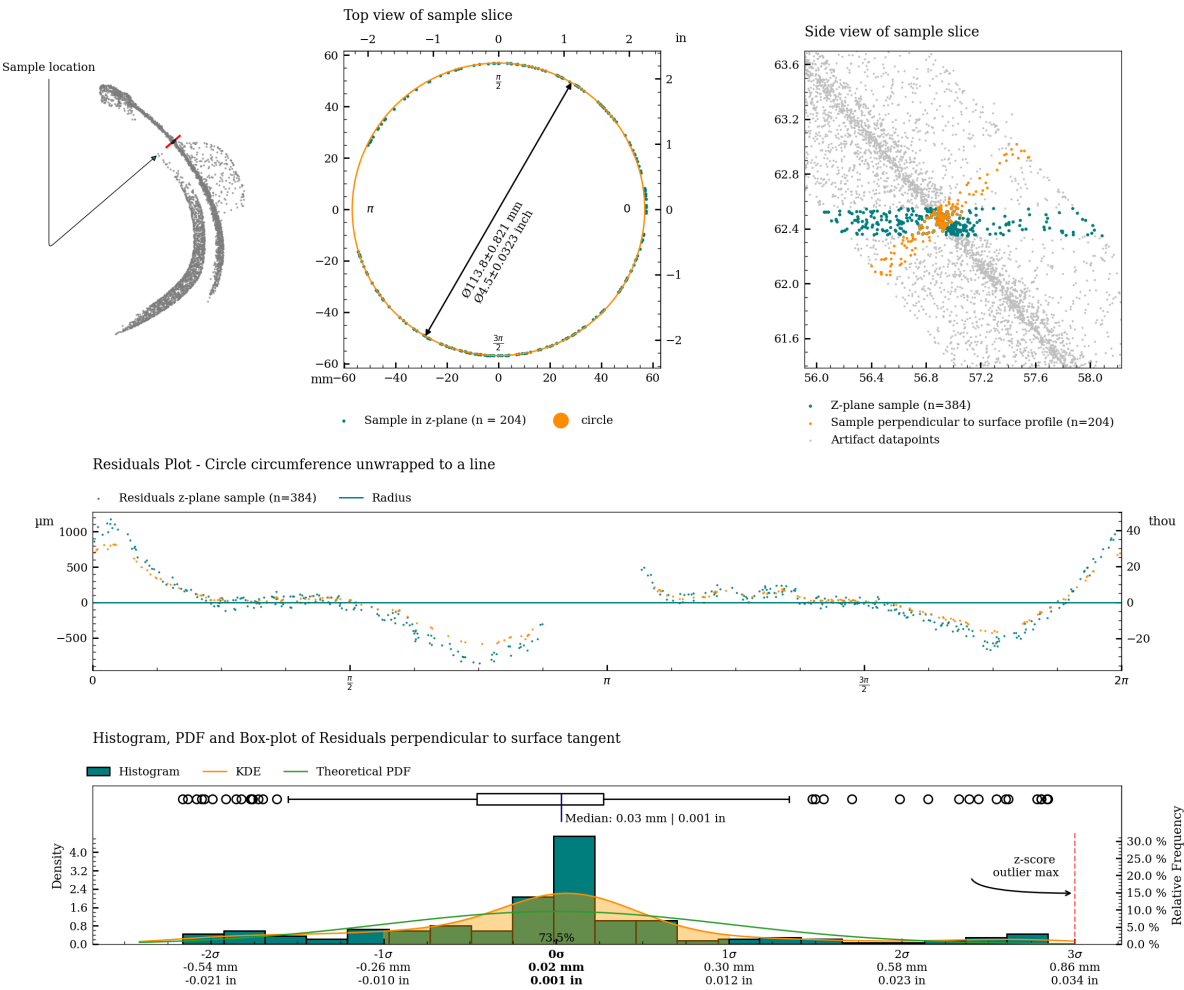 Sample location
Top view of sample slice
−2 −1 0 1 2 in
60
40
20
0
−20
−40
−60
2
1
0
−1
−2
π/2
π
0
3π/2
Ø113.8±0.821 mm
Ø4.5±0.0323 inch
mm −60 −40 −20 0 20 40 60
Sample in z-plane (n = 204) circle
Side view of sample slice
63.6
63.2
62.8
62.4
62.0
61.6
56.0 56.4 56.8 57.2 57.6 58.0
Z-plane sample (n=384)
Sample perpendicular to surface profile (n=204)
Artifact datapoints
Residuals Plot - Circle circumference unwrapped to a line
Residuals z-plane sample (n=384) Radius
µm
1000
500
0
−500
thou
40
20
0
−20
0 π/2 π 3π/2 2π
Histogram, PDF and Box-plot of Residuals perpendicular to surface tangent
Histogram KDE Theoretical PDF
Median: 0.03 mm | 0.001 in
Density
4.0
3.2
2.4
1.6
0.8
0.0
z-score
outlier max
73.5%
Relative Frequency
30.0 %
25.0 %
20.0 %
15.0 %
10.0 %
5.0 %
0.0 %
-2σ -1σ 0σ 1σ 2σ 3σ
-0.54 mm -0.26 mm 0.02 mm 0.30 mm 0.58 mm 0.86 mm
-0.021 in -0.010 in 0.001 in 0.012 in 0.023 in 0.034 in